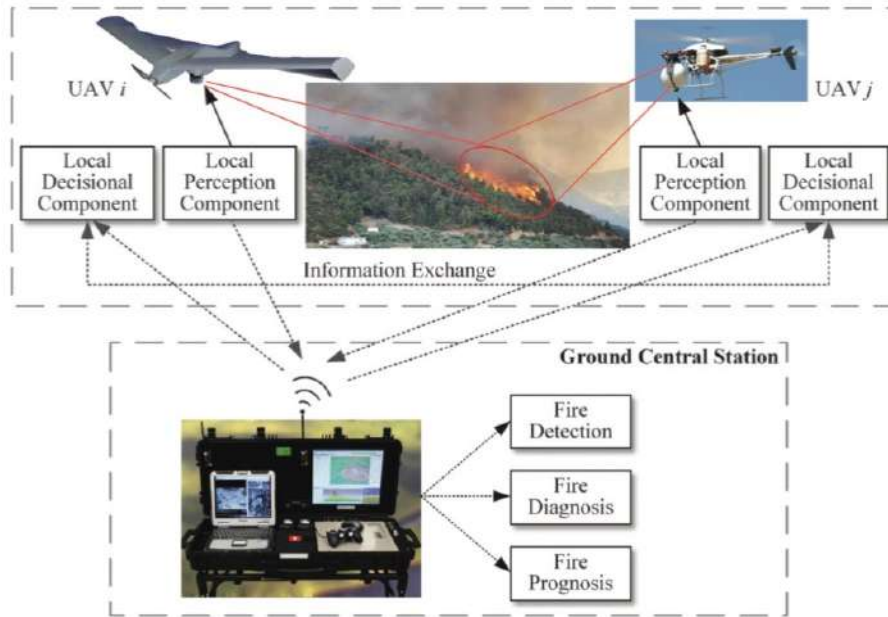 UAV i
UAV j
Local
Decisional
Component
Local
Perception
Component
Local
Perception
Component
Local
Decisional
Component
Information Exchange
Ground Central Station
Fire
Detection
Fire
Diagnosis
Fire
Prognosis